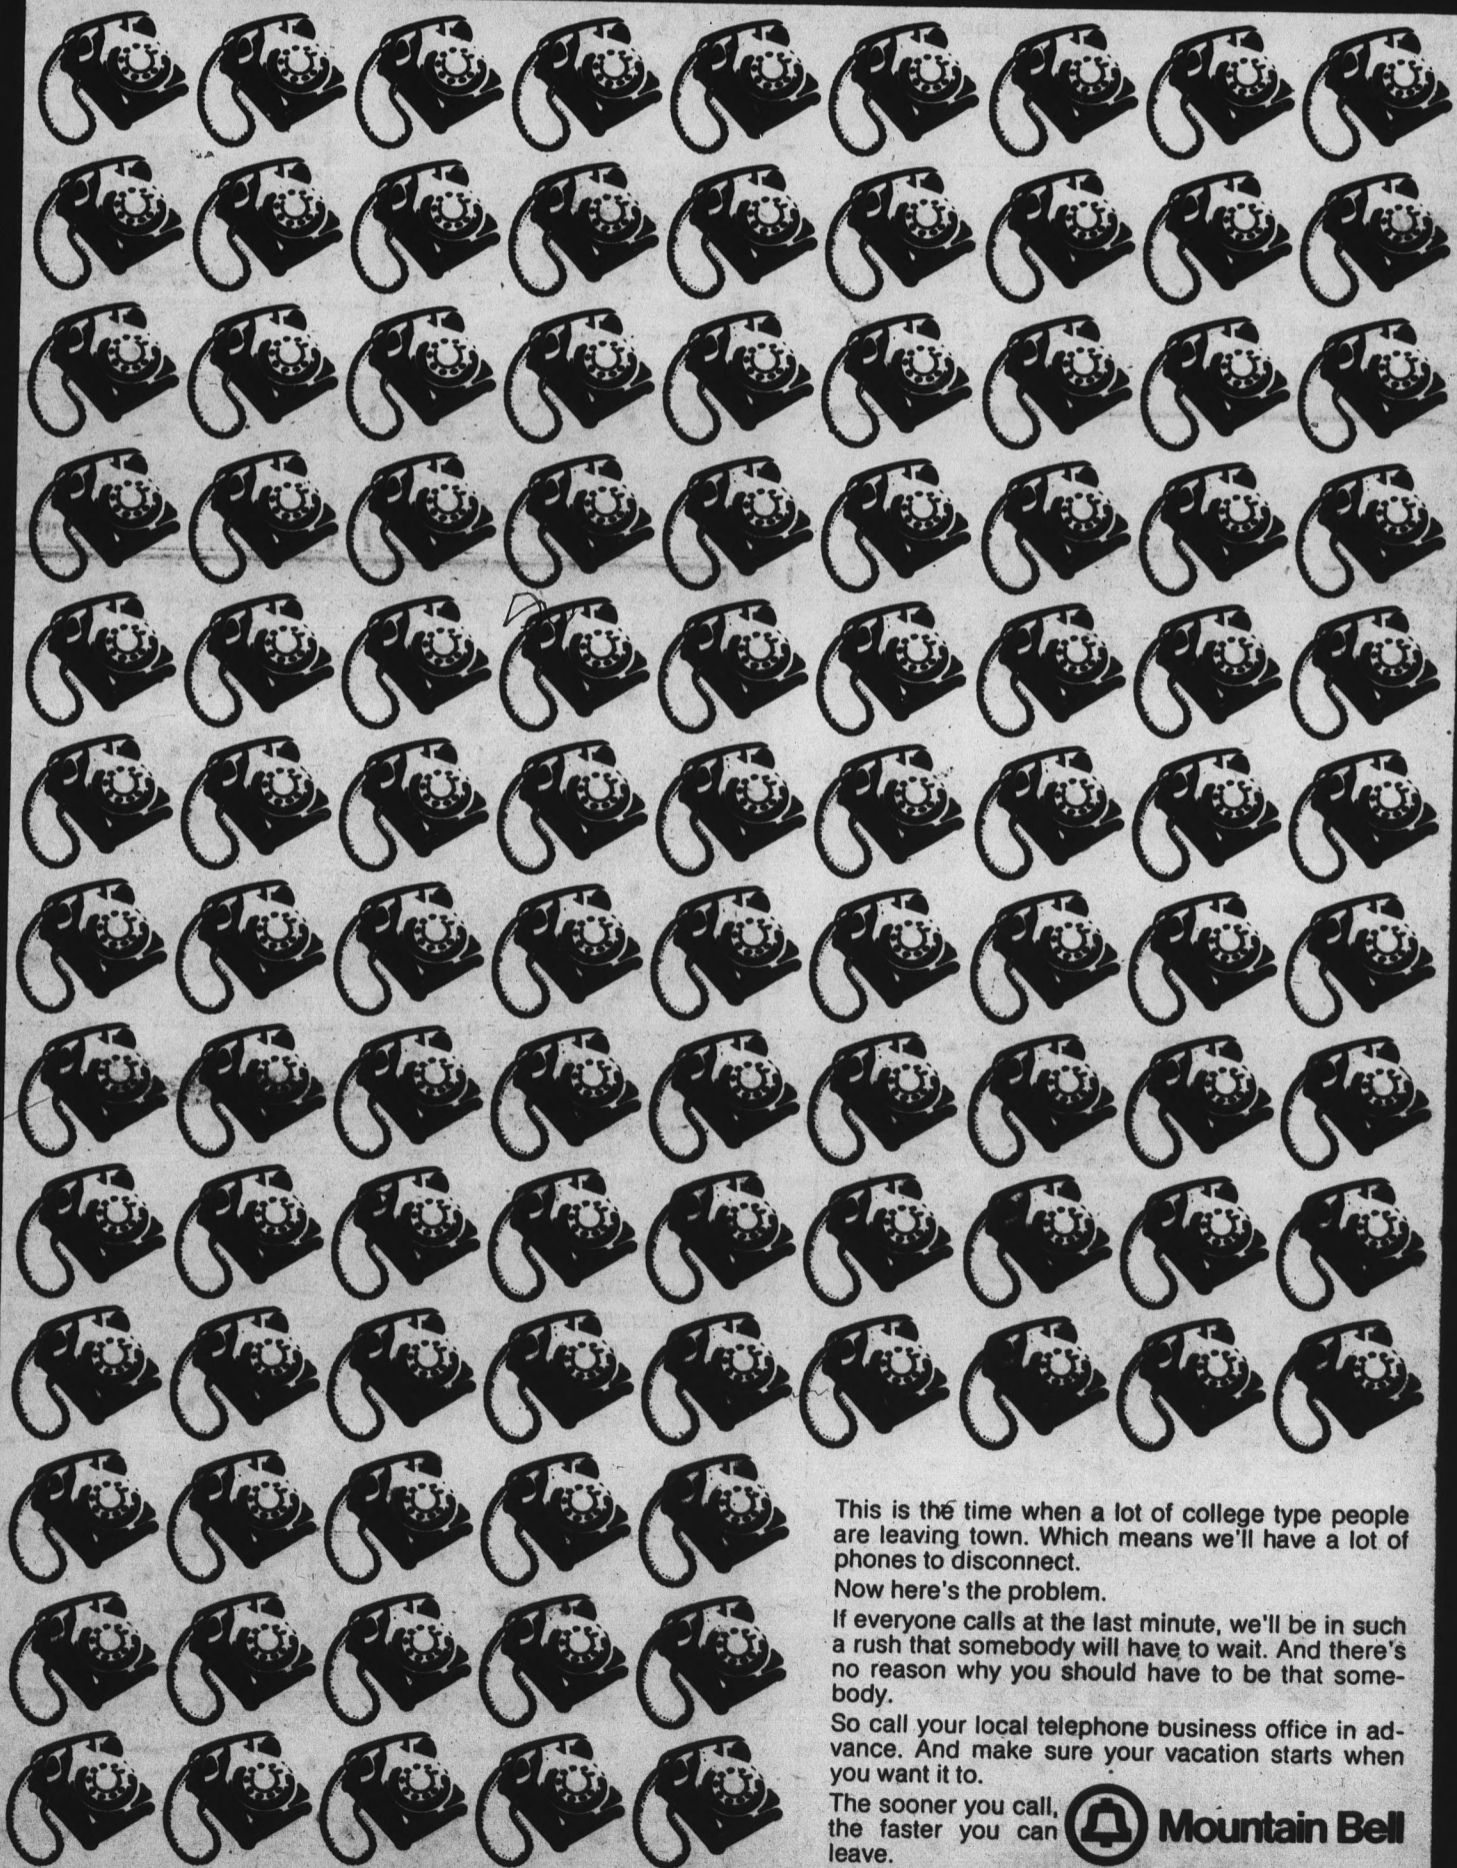 This is the time when a lot of college type people
are leaving town. Which means we'll have a lot of
phones to disconnect.
Now here's the problem.
If everyone calls at the last minute, we'll be in such
a rush that somebody will have to wait. And there's
no reason why you should have to be that some-
body.
So call your local telephone business office in ad-
vance. And make sure your vacation starts when
you want it to.
The sooner you call,
the faster you can
leave.
Mountain Bell